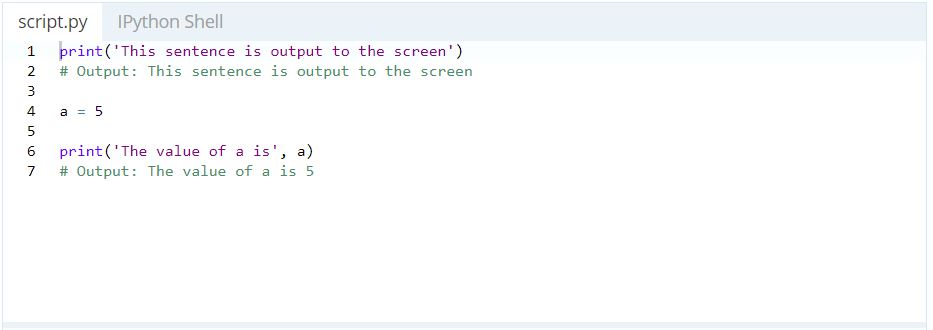 script.py IPython Shell
1 print('This sentence is output to the screen')
2 # Output: This sentence is output to the screen
3
4 a = 5
5
6 print('The value of a is', a)
7 # Output: The value of a is 5